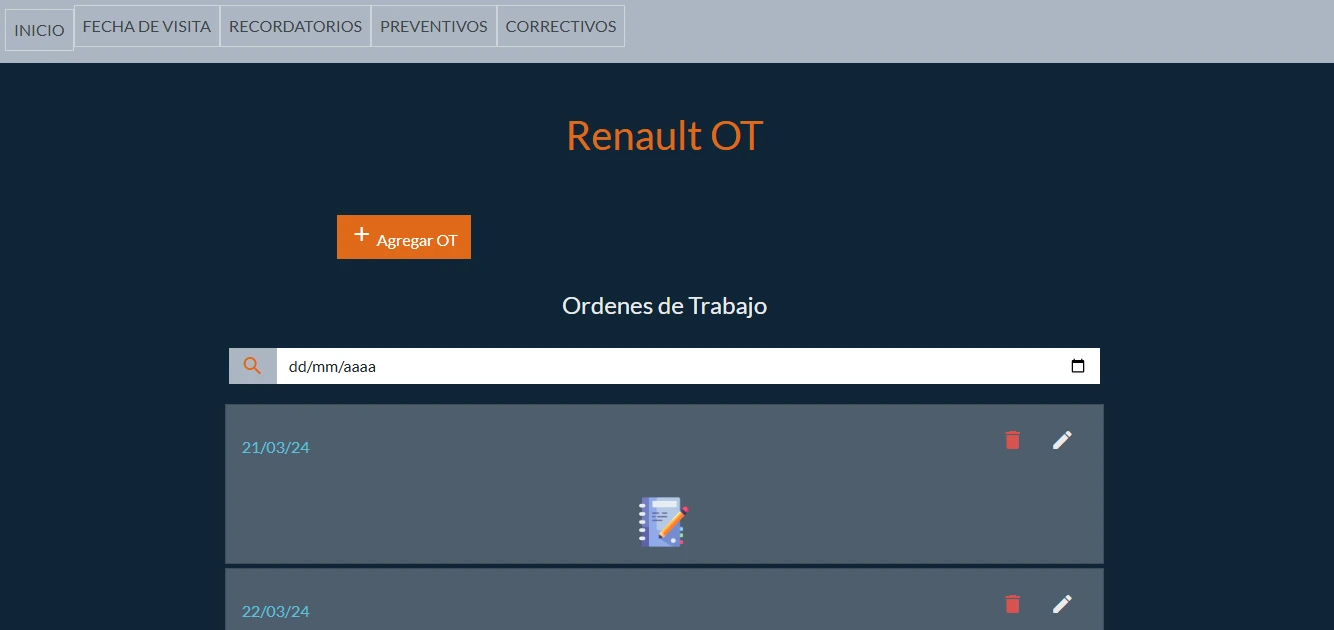 INICIO FECHA DE VISITA RECORDATORIOS PREVENTIVOS CORRECTIVOS
Renault OT
+ Agregar OT
Ordenes de Trabajo
dd/mm/aaaa
21/03/24
22/03/24